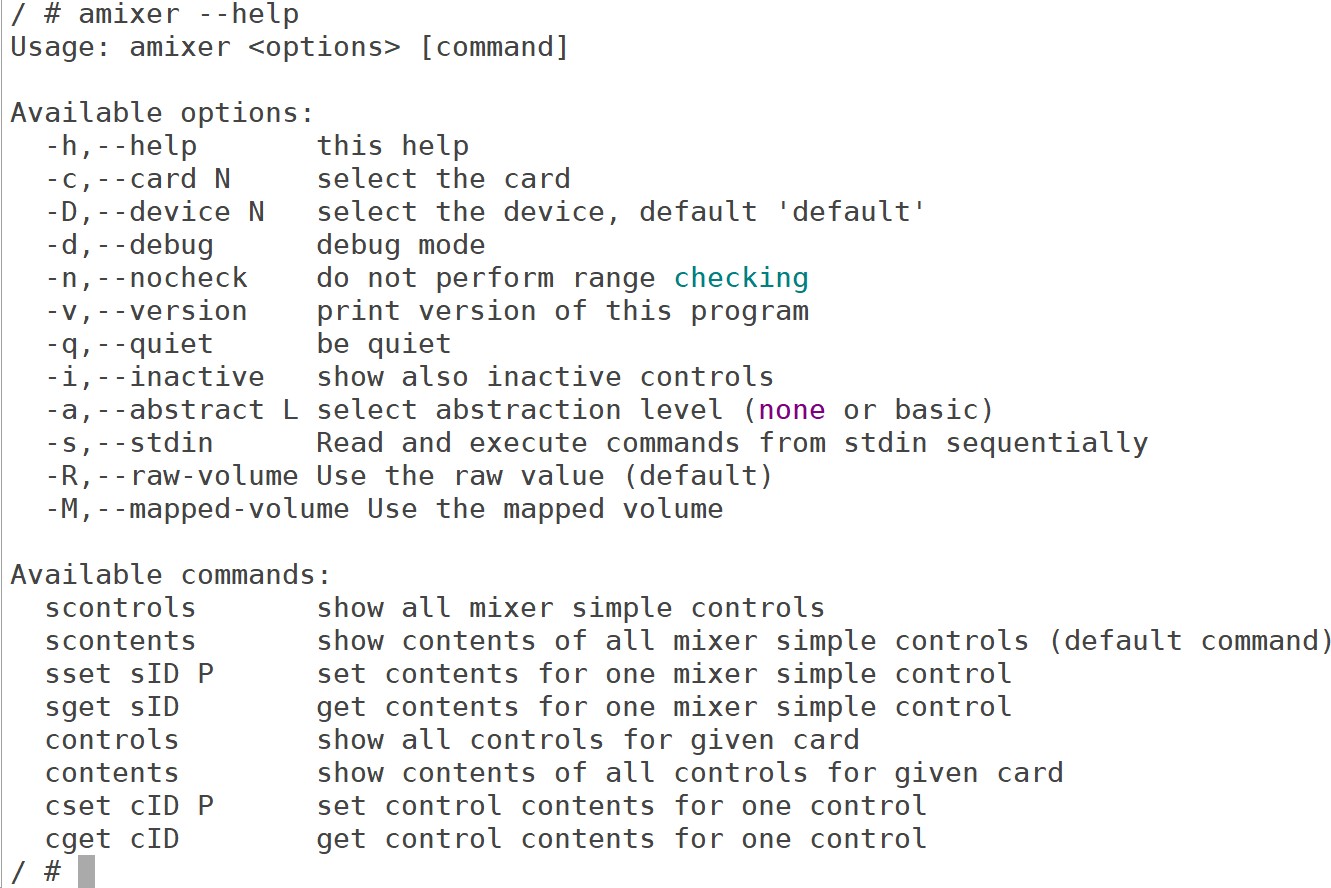 / # amixer --help
Usage: amixer <options> [command]

Available options:
  -h,--help       this help
  -c,--card N     select the card
  -D,--device N   select the device, default 'default'
  -d,--debug      debug mode
  -n,--nocheck    do not perform range checking
  -v,--version    print version of this program
  -q,--quiet      be quiet
  -i,--inactive   show also inactive controls
  -a,--abstract L select abstraction level (none or basic)
  -s,--stdin      Read and execute commands from stdin sequentially
  -R,--raw-volume Use the raw value (default)
  -M,--mapped-volume Use the mapped volume

Available commands:
  scontrols       show all mixer simple controls
  scontents       show contents of all mixer simple controls (default command)
  sset sID P      set contents for one mixer simple control
  sget sID        get contents for one mixer simple control
  controls        show all controls for given card
  contents        show contents of all controls for given card
  cset cID P      set control contents for one control
  cget cID        get control contents for one control
/ #